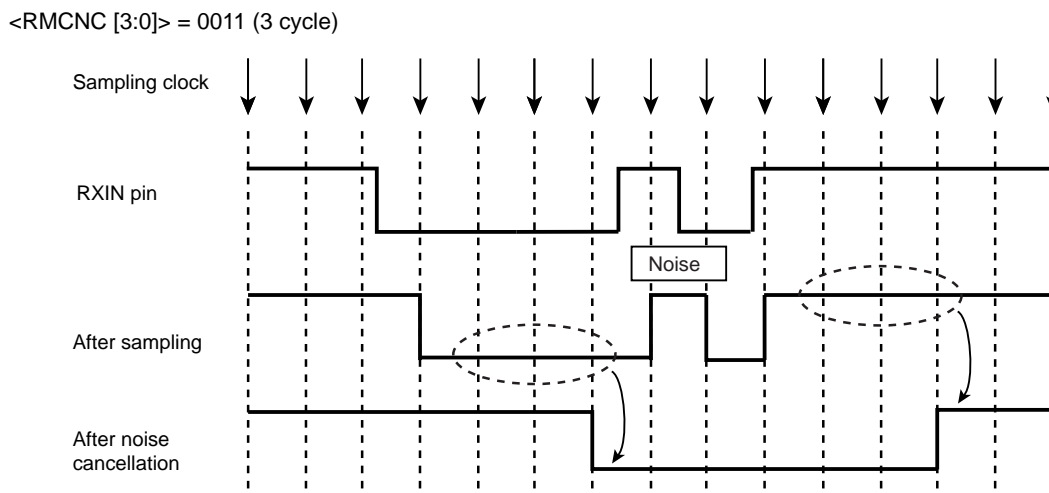 <RMCNC [3:0]> = 0011 (3 cycle)
Sampling clock
RXIN pin
Noise
After sampling
After noise
cancellation